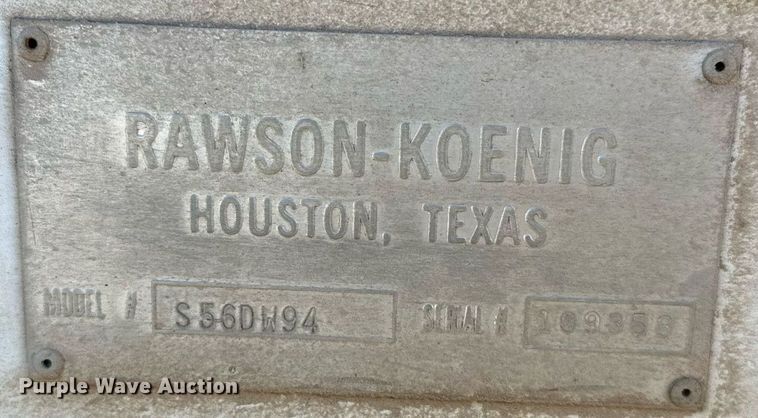 RAWSON-KOENIG
HOUSTON, TEXAS
MODEL # S56DW94 SERIAL #
Purple Wave Auction